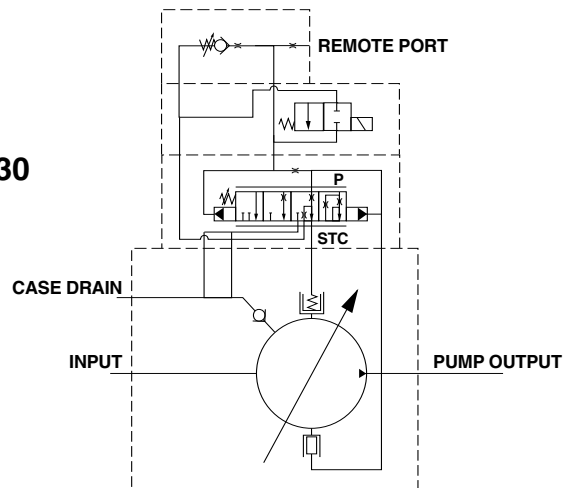 REMOTE PORT
30
P
STC
CASE DRAIN
INPUT
PUMP OUTPUT